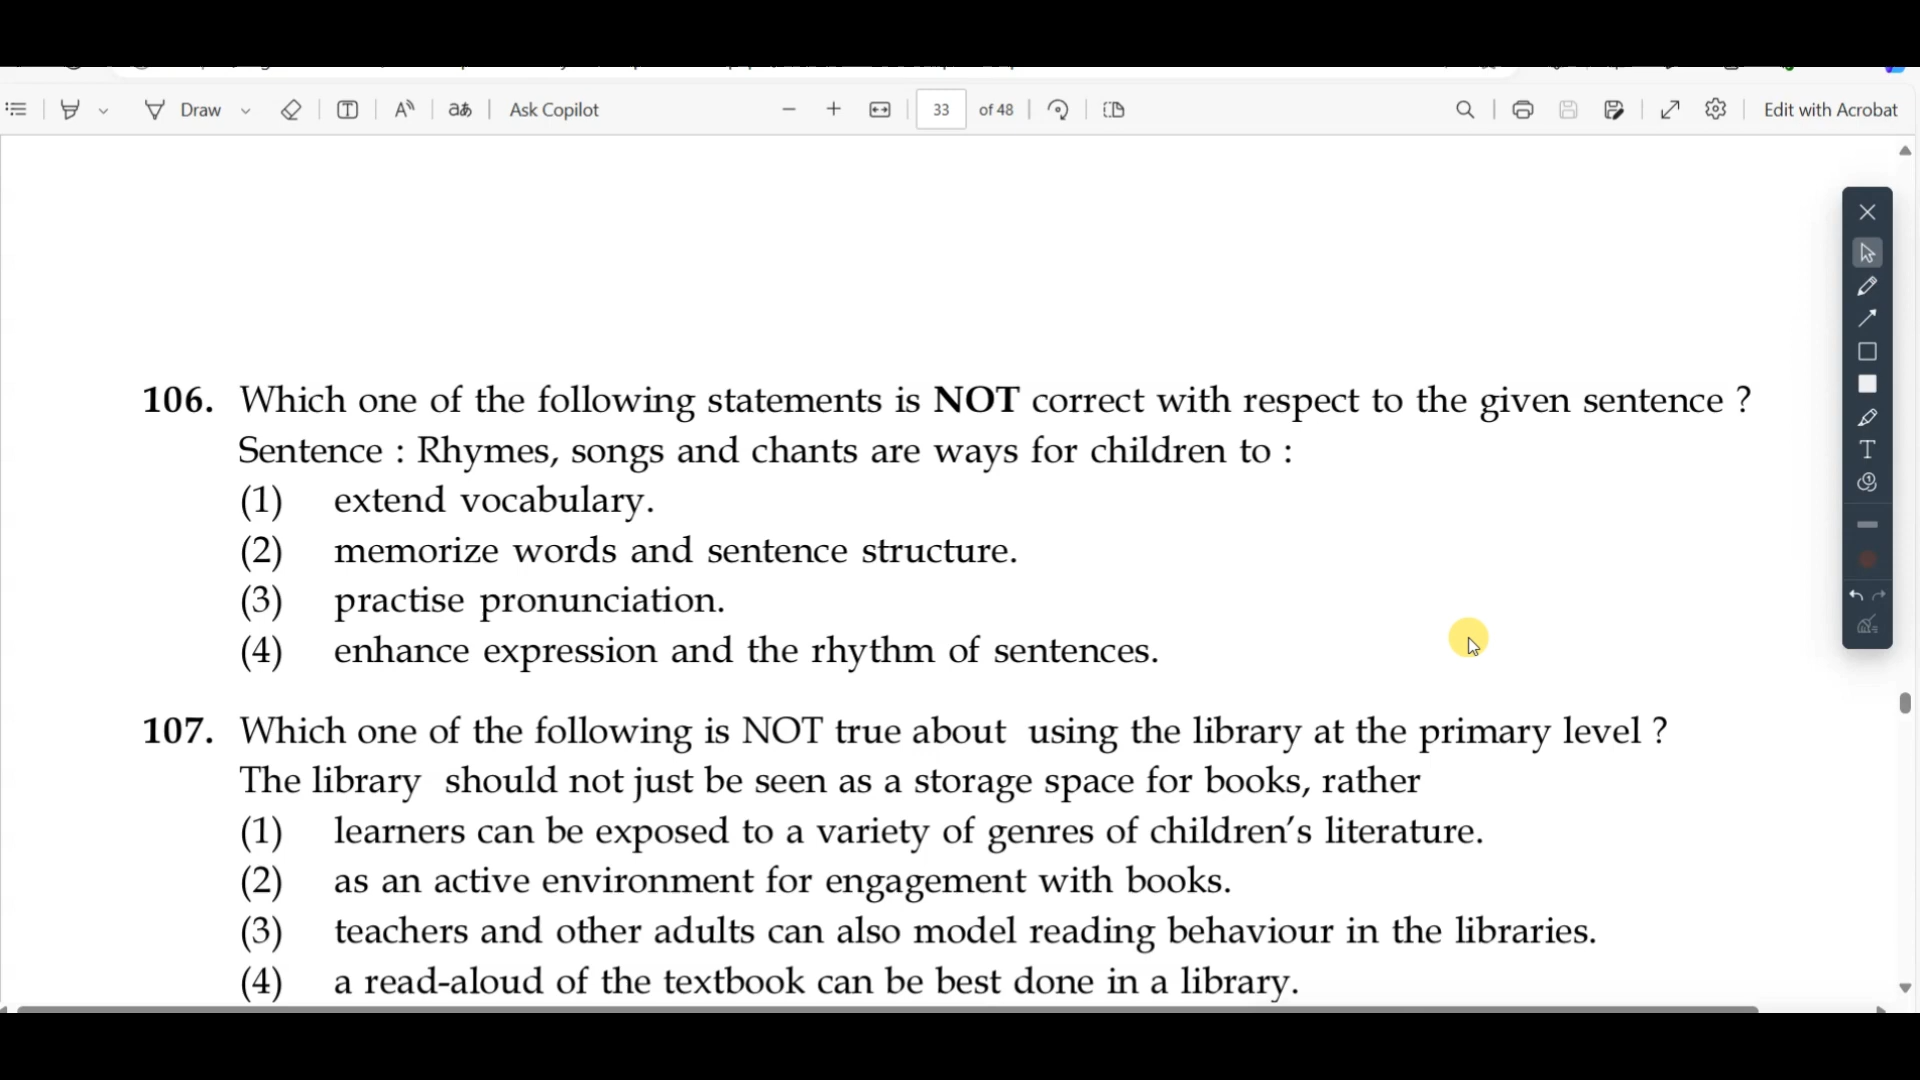 Draw
T
A
aあ
Ask Copilot
33 of 48
Edit with Acrobat
106. Which one of the following statements is NOT correct with respect to the given sentence ?
Sentence : Rhymes, songs and chants are ways for children to :
(1) extend vocabulary.
(2) memorize words and sentence structure.
(3) practise pronunciation.
(4) enhance expression and the rhythm of sentences.
107. Which one of the following is NOT true about using the library at the primary level ?
The library should not just be seen as a storage space for books, rather
(1) learners can be exposed to a variety of genres of children's literature.
(2) as an active environment for engagement with books.
(3) teachers and other adults can also model reading behaviour in the libraries.
(4) a read-aloud of the textbook can be best done in a library.